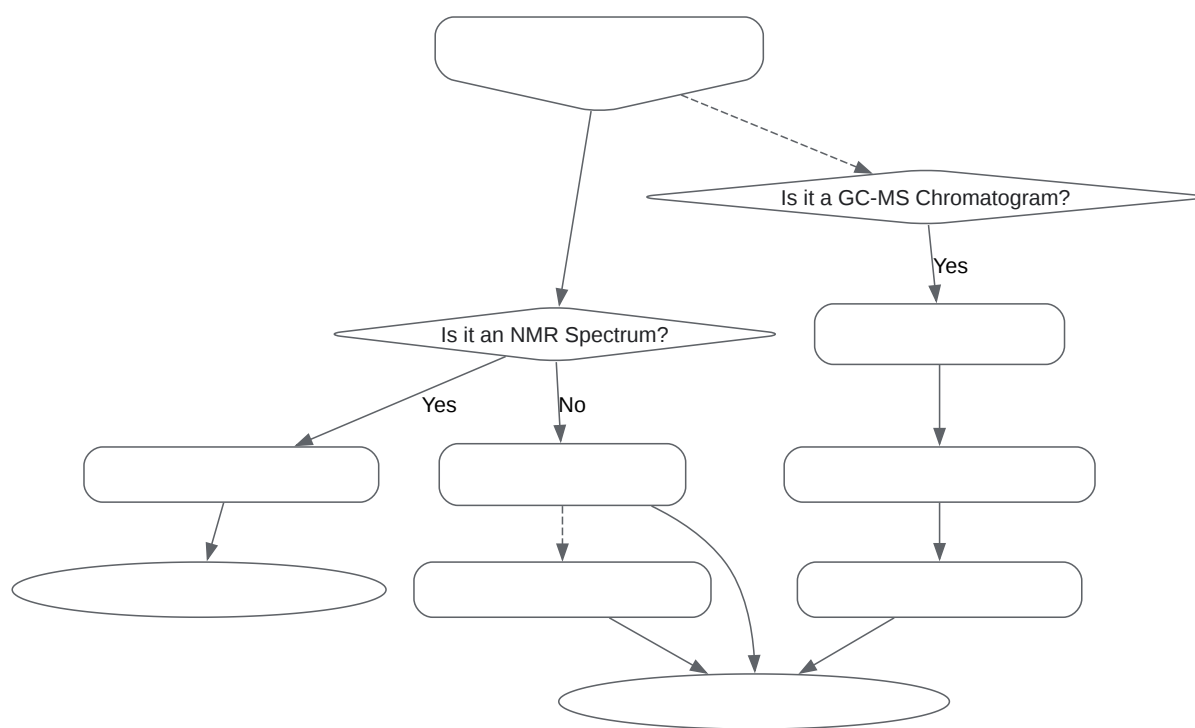 Is it a GC-MS Chromatogram?
Yes
Is it an NMR Spectrum?
Yes
No